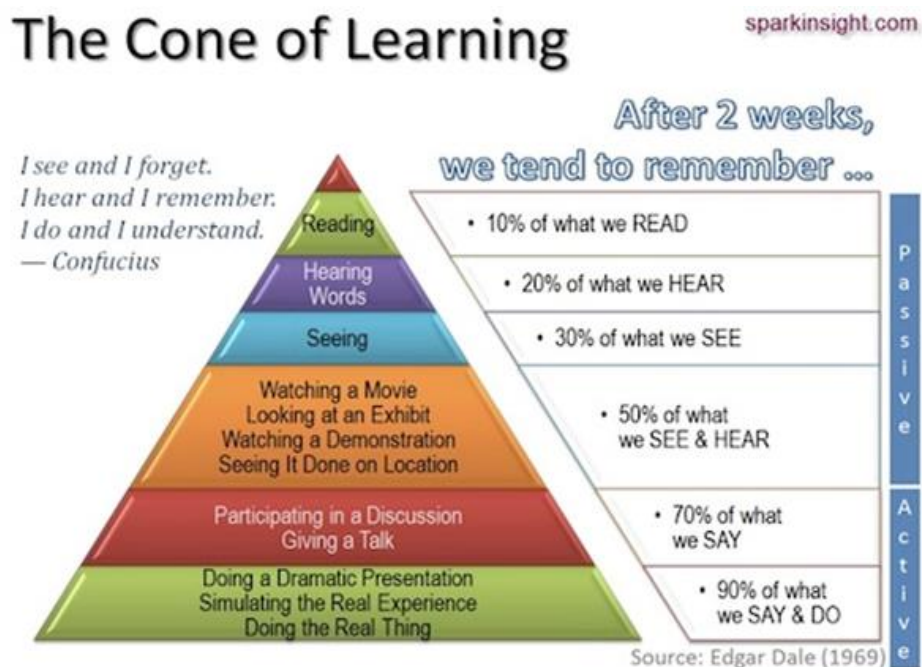 The Cone of Learning
sparkinsight.com
After 2 weeks,
we tend to remember ...
I see and I forget.
I hear and I remember.
I do and I understand.
— Confucius
Reading
• 10% of what we READ
Hearing
Words
• 20% of what we HEAR
Seeing
• 30% of what we SEE
Watching a Movie
Looking at an Exhibit
Watching a Demonstration
Seeing It Done on Location
• 50% of what
we SEE & HEAR
Participating in a Discussion
Giving a Talk
• 70% of what
we SAY
Doing a Dramatic Presentation
Simulating the Real Experience
Doing the Real Thing
• 90% of what
we SAY & DO
Passive
Active
Source: Edgar Dale (1969)